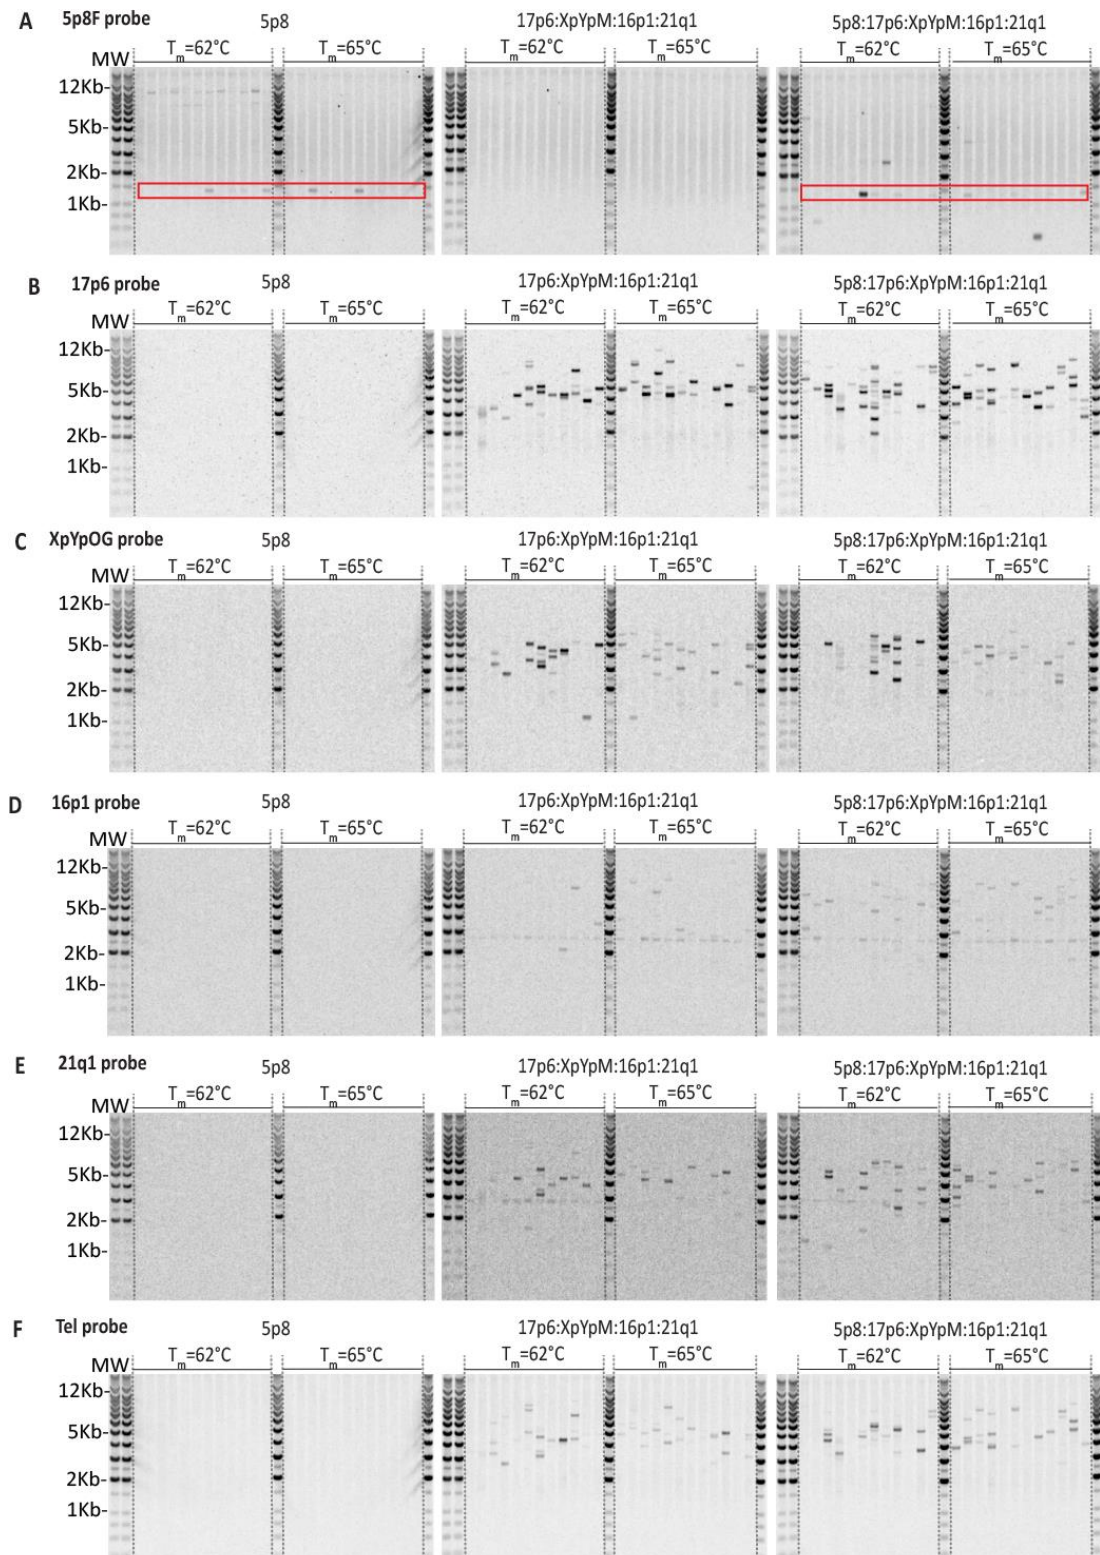 A 5p8F probe 5p8 17p6:XpYpM:16p1:21q1 5p8:17p6:XpYpM:16p1:21q1
MW Tm=62°C Tm=65°C Tm=62°C Tm=65°C Tm=62°C Tm=65°C
12Kb-
5Kb-
2Kb-
1Kb-
B 17p6 probe 5p8 17p6:XpYpM:16p1:21q1 5p8:17p6:XpYpM:16p1:21q1
MW Tm=62°C Tm=65°C Tm=62°C Tm=65°C Tm=62°C Tm=65°C
12Kb-
5Kb-
2Kb-
1Kb-
C XpYpOG probe 5p8 17p6:XpYpM:16p1:21q1 5p8:17p6:XpYpM:16p1:21q1
MW Tm=62°C Tm=65°C Tm=62°C Tm=65°C Tm=62°C Tm=65°C
12Kb-
5Kb-
2Kb-
1Kb-
D 16p1 probe 5p8 17p6:XpYpM:16p1:21q1 5p8:17p6:XpYpM:16p1:21q1
MW Tm=62°C Tm=65°C Tm=62°C Tm=65°C Tm=62°C Tm=65°C
12Kb-
5Kb-
2Kb-
1Kb-
E 21q1 probe 5p8 17p6:XpYpM:16p1:21q1 5p8:17p6:XpYpM:16p1:21q1
MW Tm=62°C Tm=65°C Tm=62°C Tm=65°C Tm=62°C Tm=65°C
12Kb-
5Kb-
2Kb-
1Kb-
F Tel probe 5p8 17p6:XpYpM:16p1:21q1 5p8:17p6:XpYpM:16p1:21q1
MW Tm=62°C Tm=65°C Tm=62°C Tm=65°C Tm=62°C Tm=65°C
12Kb-
5Kb-
2Kb-
1Kb-